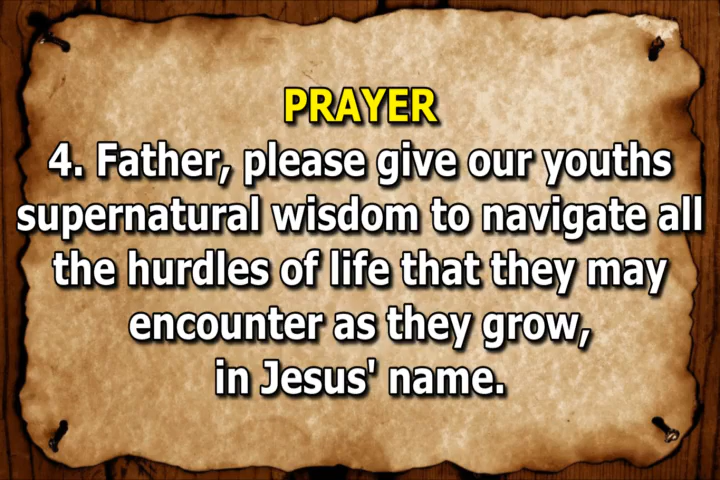 PRAYER
4. Father, please give our youths
supernatural wisdom to navigate all
the hurdles of life that they may
encounter as they grow,
in Jesus' name.